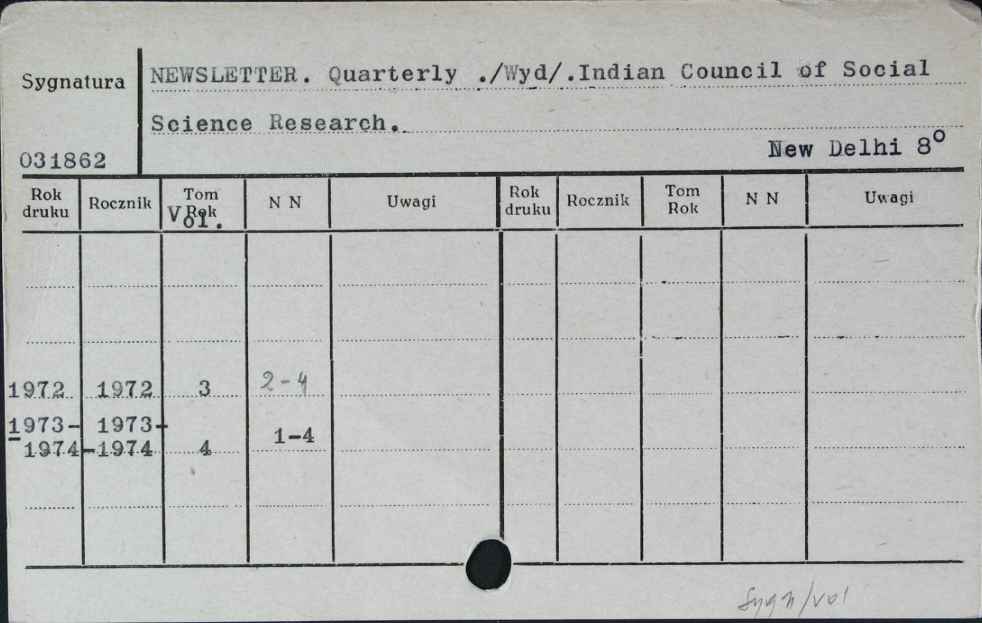 Sygnatura NEWSLETTER. Quarterly ./Wyd/.Indian Council of Social
Science Research.
031862 New Delhi 8°
Rok druku Rocznik Tom Rok Vol. N N Uwagi Rok druku Rocznik Tom Rok N N Uwagi
1972 1972 3 2-4
1973- 1973-
-1974 -1974 4 1-4
Sygn/vol